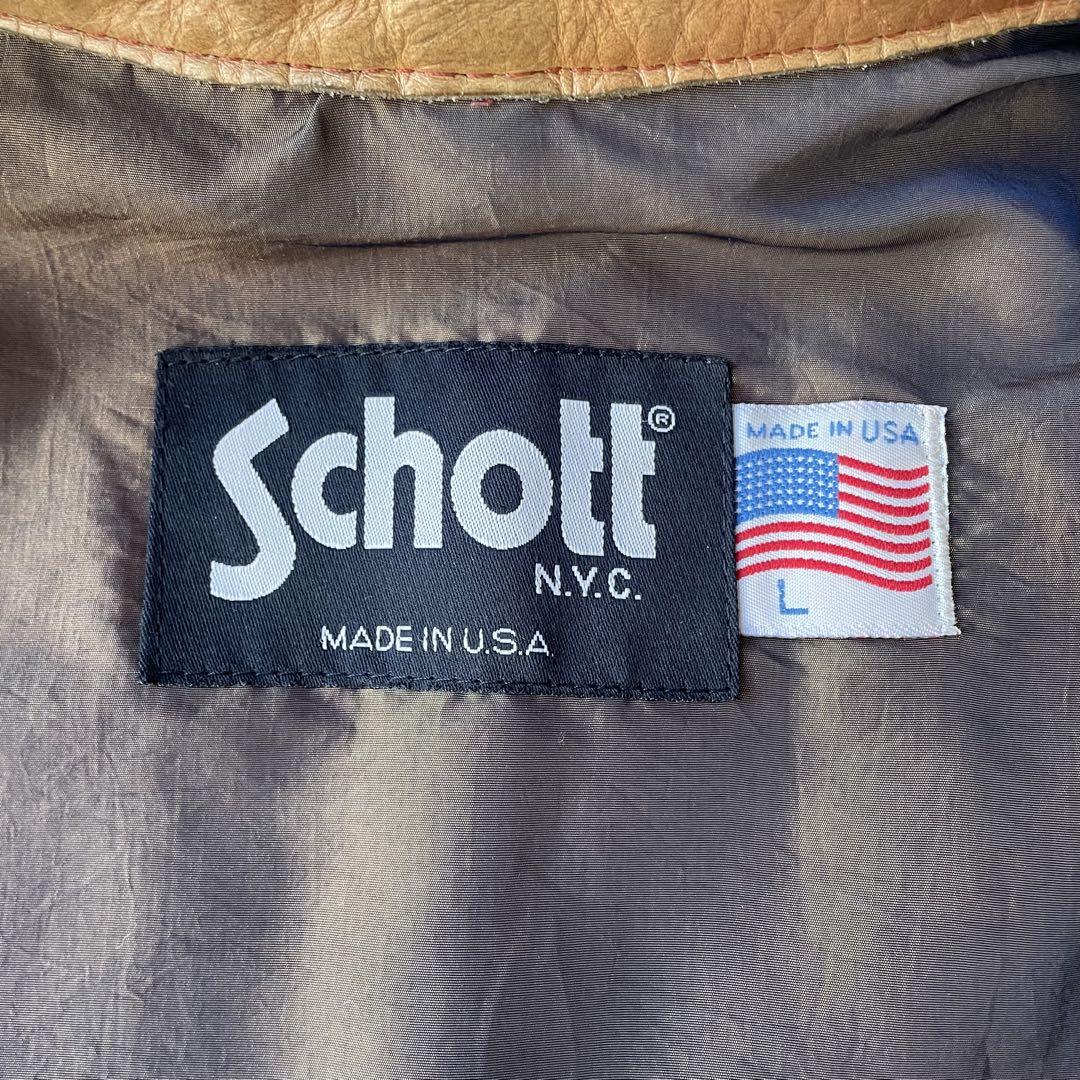 Schott®
N.Y.C.
MADE IN U.S.A
MADE IN USA
L